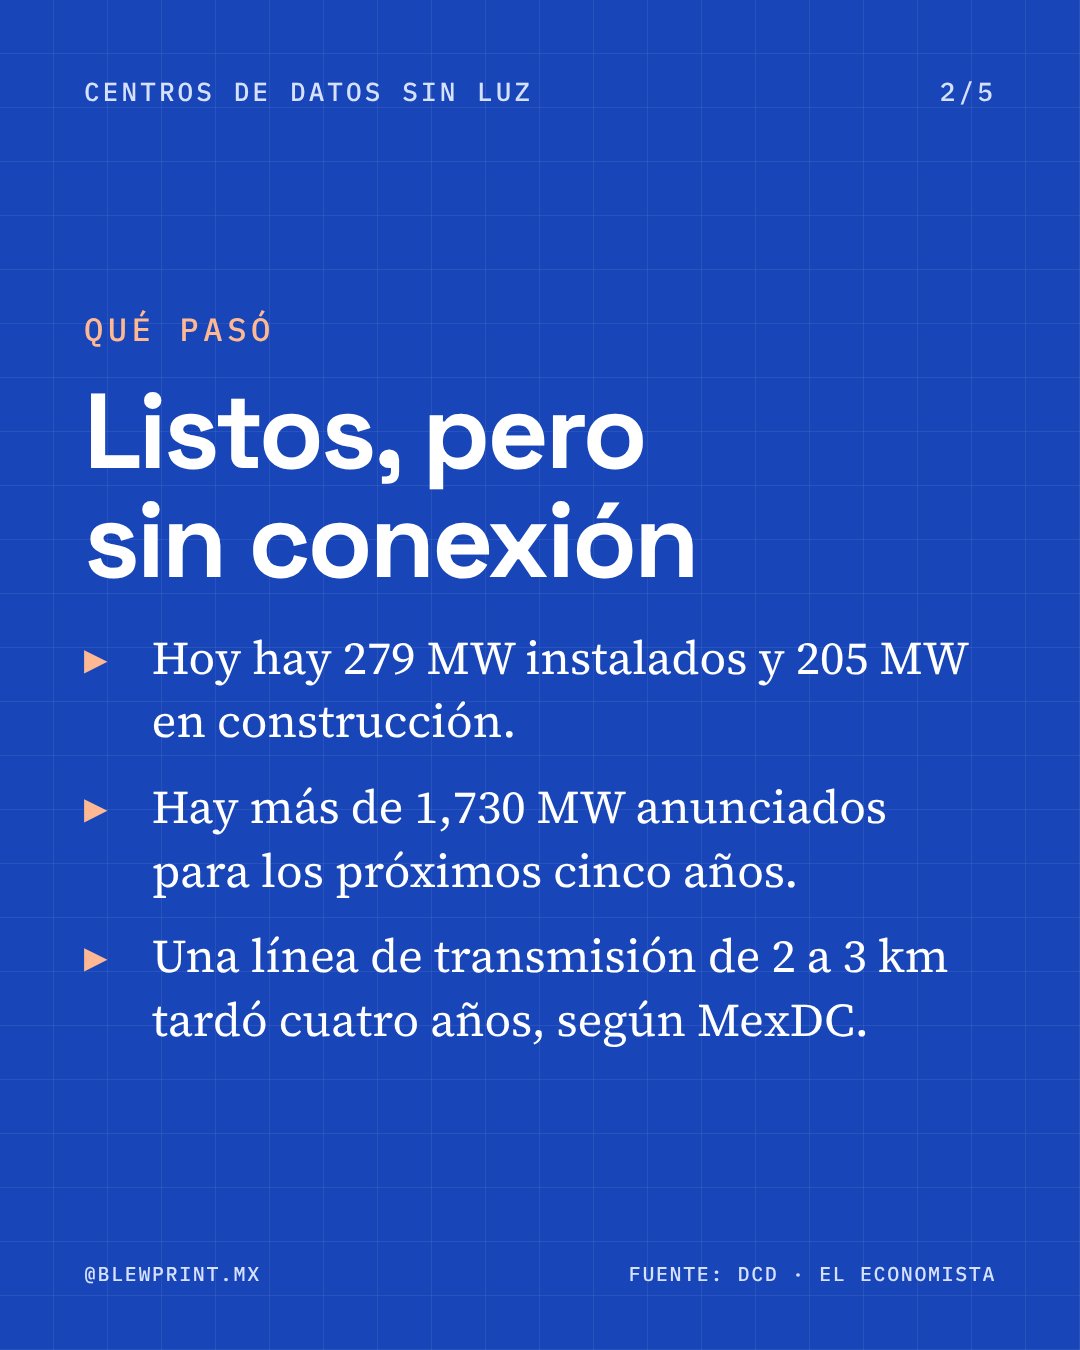 CENTROS DE DATOS SIN LUZ
2/5
QUÉ PASÓ
Listos, pero
sin conexión
▶ Hoy hay 279 MW instalados y 205 MW
en construcción.
▶ Hay más de 1,730 MW anunciados
para los próximos cinco años.
▶ Una línea de transmisión de 2 a 3 km
tardó cuatro años, según MexDC.
@BLEWPRINT.MX
FUENTE: DCD · EL ECONOMISTA